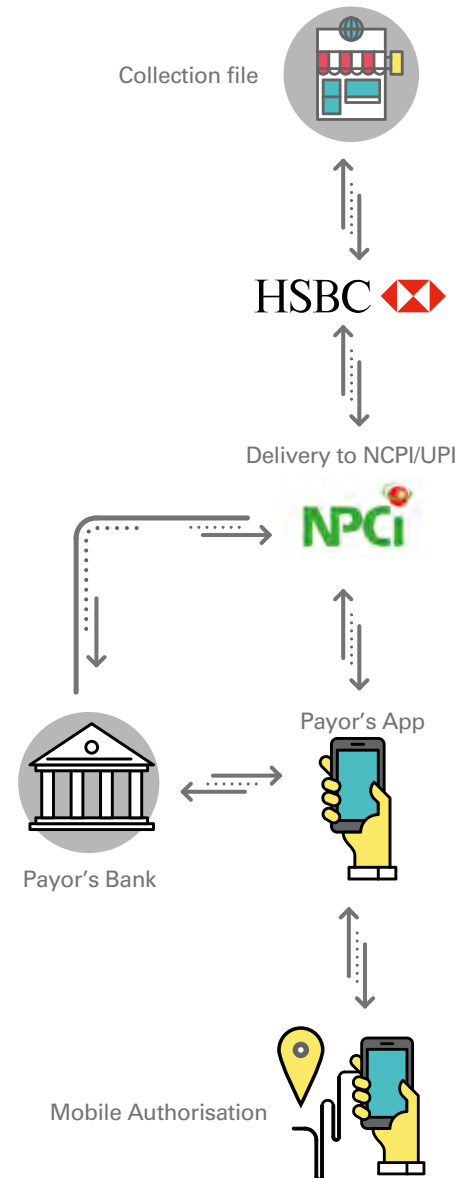 Collection file
HSBC
Delivery to NCPI/UPI
NPCi
Payor's App
Payor's Bank
Mobile Authorisation